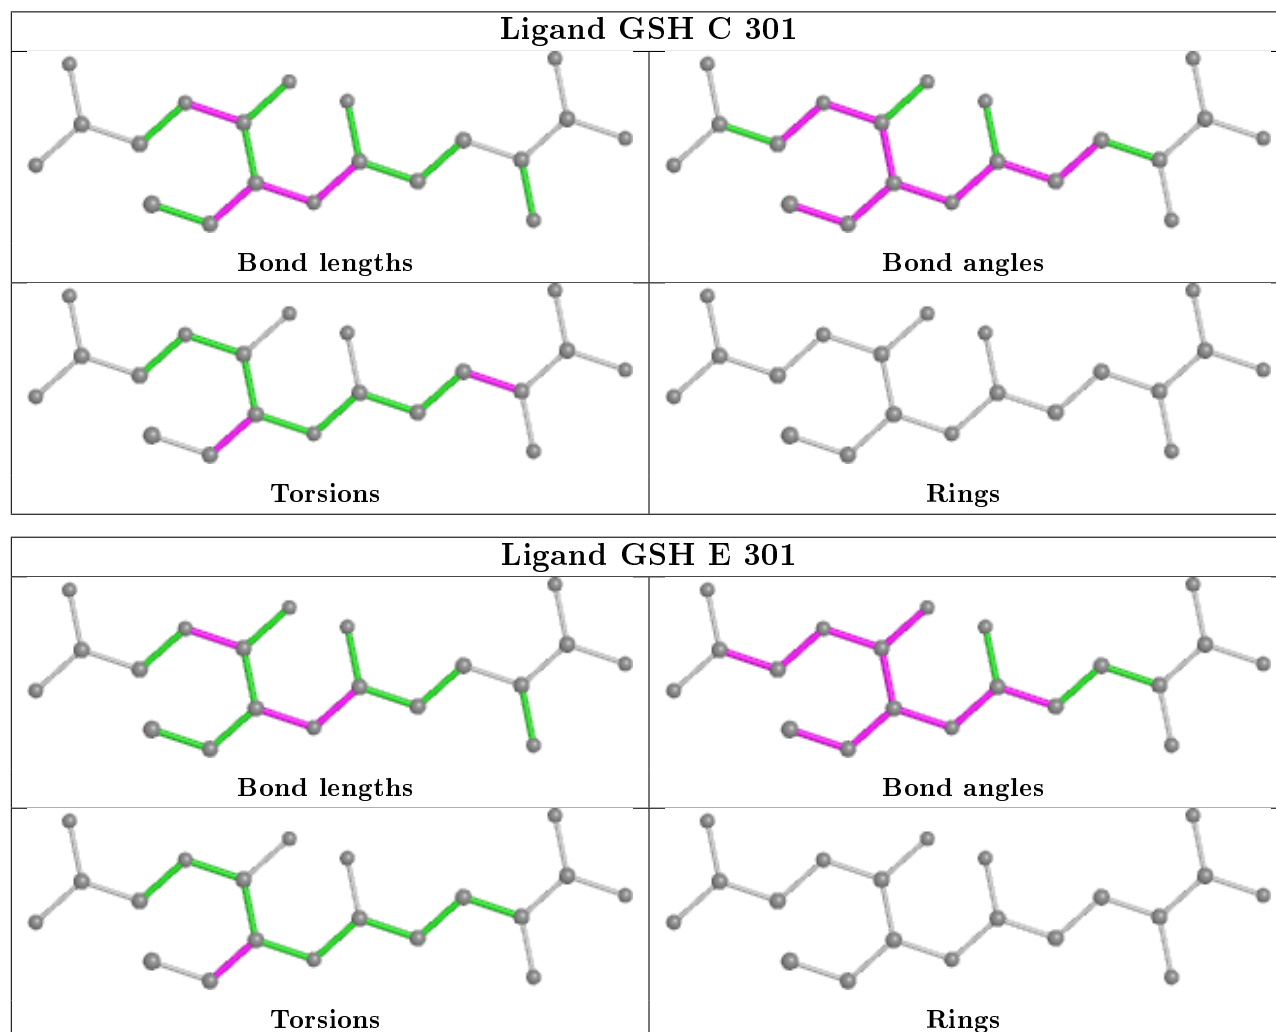 Ligand GSH C 301
Bond lengths
Bond angles
Torsions
Rings
Ligand GSH E 301
Bond lengths
Bond angles
Torsions
Rings